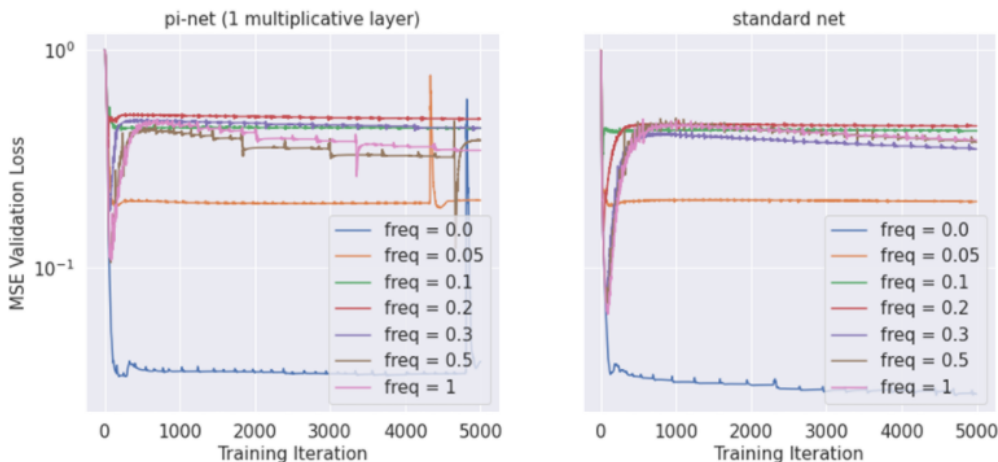 pi-net (1 multiplicative layer)
standard net
MSE Validation Loss
10⁰
10⁻¹
freq = 0.0
freq = 0.05
freq = 0.1
freq = 0.2
freq = 0.3
freq = 0.5
freq = 1
0 1000 2000 3000 4000 5000
Training Iteration
freq = 0.0
freq = 0.05
freq = 0.1
freq = 0.2
freq = 0.3
freq = 0.5
freq = 1
0 1000 2000 3000 4000 5000
Training Iteration